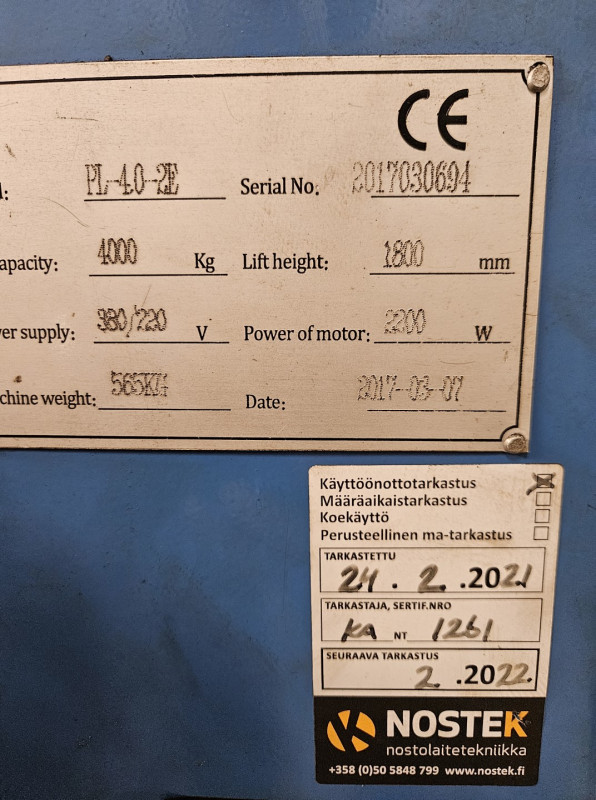 CE
l: PL-4.0-2E Serial No. 2017030694
apacity: 4000 Kg Lift height: 1800 mm
ver supply: 380/220 V Power of motor: 2200 W
chine weight: 565KG Date: 2017-03-07
Käyttöönottotarkastus
Määräaikaistarkastus
Koekäyttö
Perusteellinen ma-tarkastus
TARKASTETTU
24 . 2 .2021
TARKASTAJA, SERTIF.NRO
KA NT 1261
SEURAAVA TARKASTUS
2 .2022.
NOSTEK
nostolaitetekniikka
+358 (0)50 5848 799 www.nostek.fi